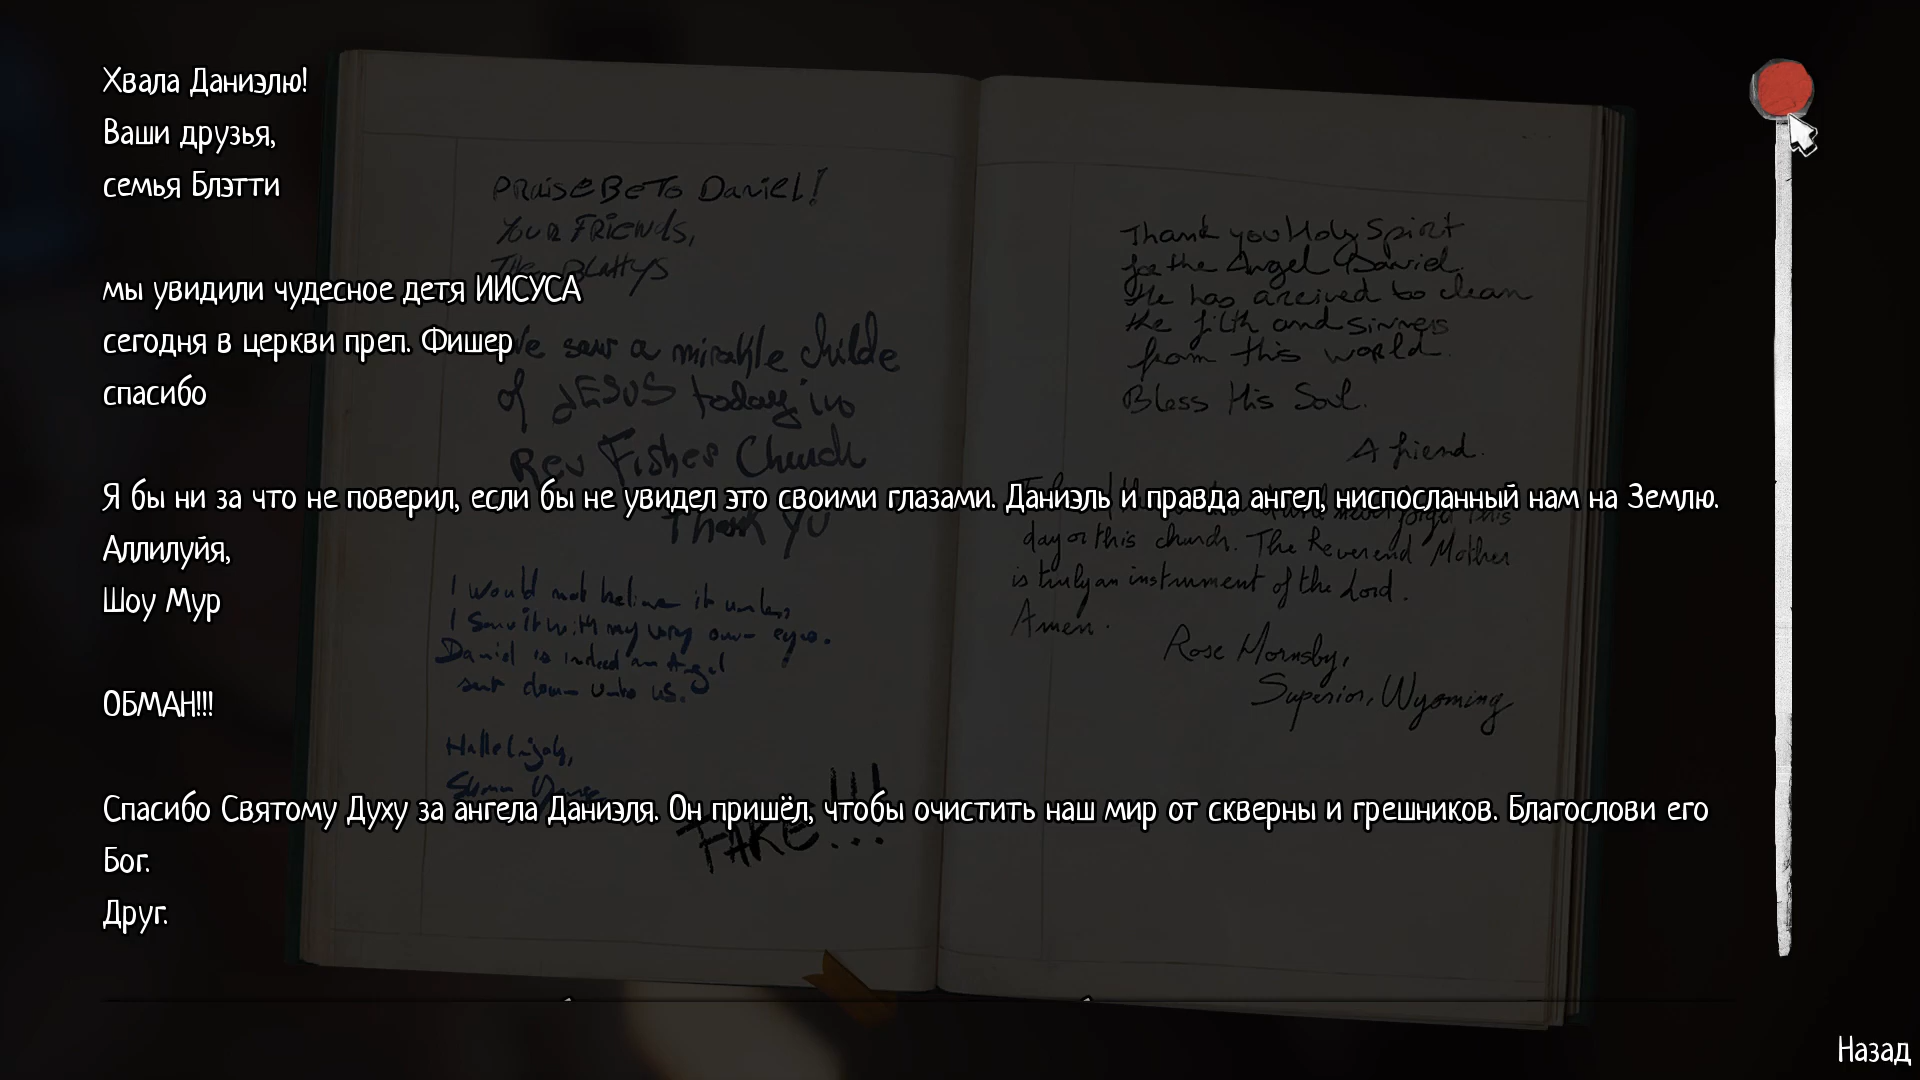 Хвала Даниэлю!
Ваши друзья,
семья Блэтти
мы увидили чудесное детя ИИСУСА
сегодня в церкви преп. Фишер
спасибо
Я бы ни за что не поверил, если бы не увидел это своими глазами. Даниэль и правда ангел, ниспосланный нам на Землю.
Аллилуйя,
Шоу Мур
ОБМАН!!!
Спасибо Святому Духу за ангела Даниэля. Он пришёл, чтобы очистить наш мир от скверны и грешников. Благослови его
Бог.
Друг.
Назад
Praise Be To Daniel!
Your Friends,
The Blattys
We saw a mirakle childe
of JESUS today in
Rev Fisher Church
Thank yu
I would not believe it unless
I saw it with my very own eyes.
Daniel is indeed an Angel
sent down unto us.
Hallelujah,
FAKE!!!
Thank you Holy Spirit
for the Angel Daniel.
He has arrived to clean
the filth and sinners
from this world.
Bless His Soul.
A friend.
never forget this
day or this church. The Reverend Mother
is truly an instrument of the Lord.
Amen.
Rose Hornsby,
Superior, Wyoming